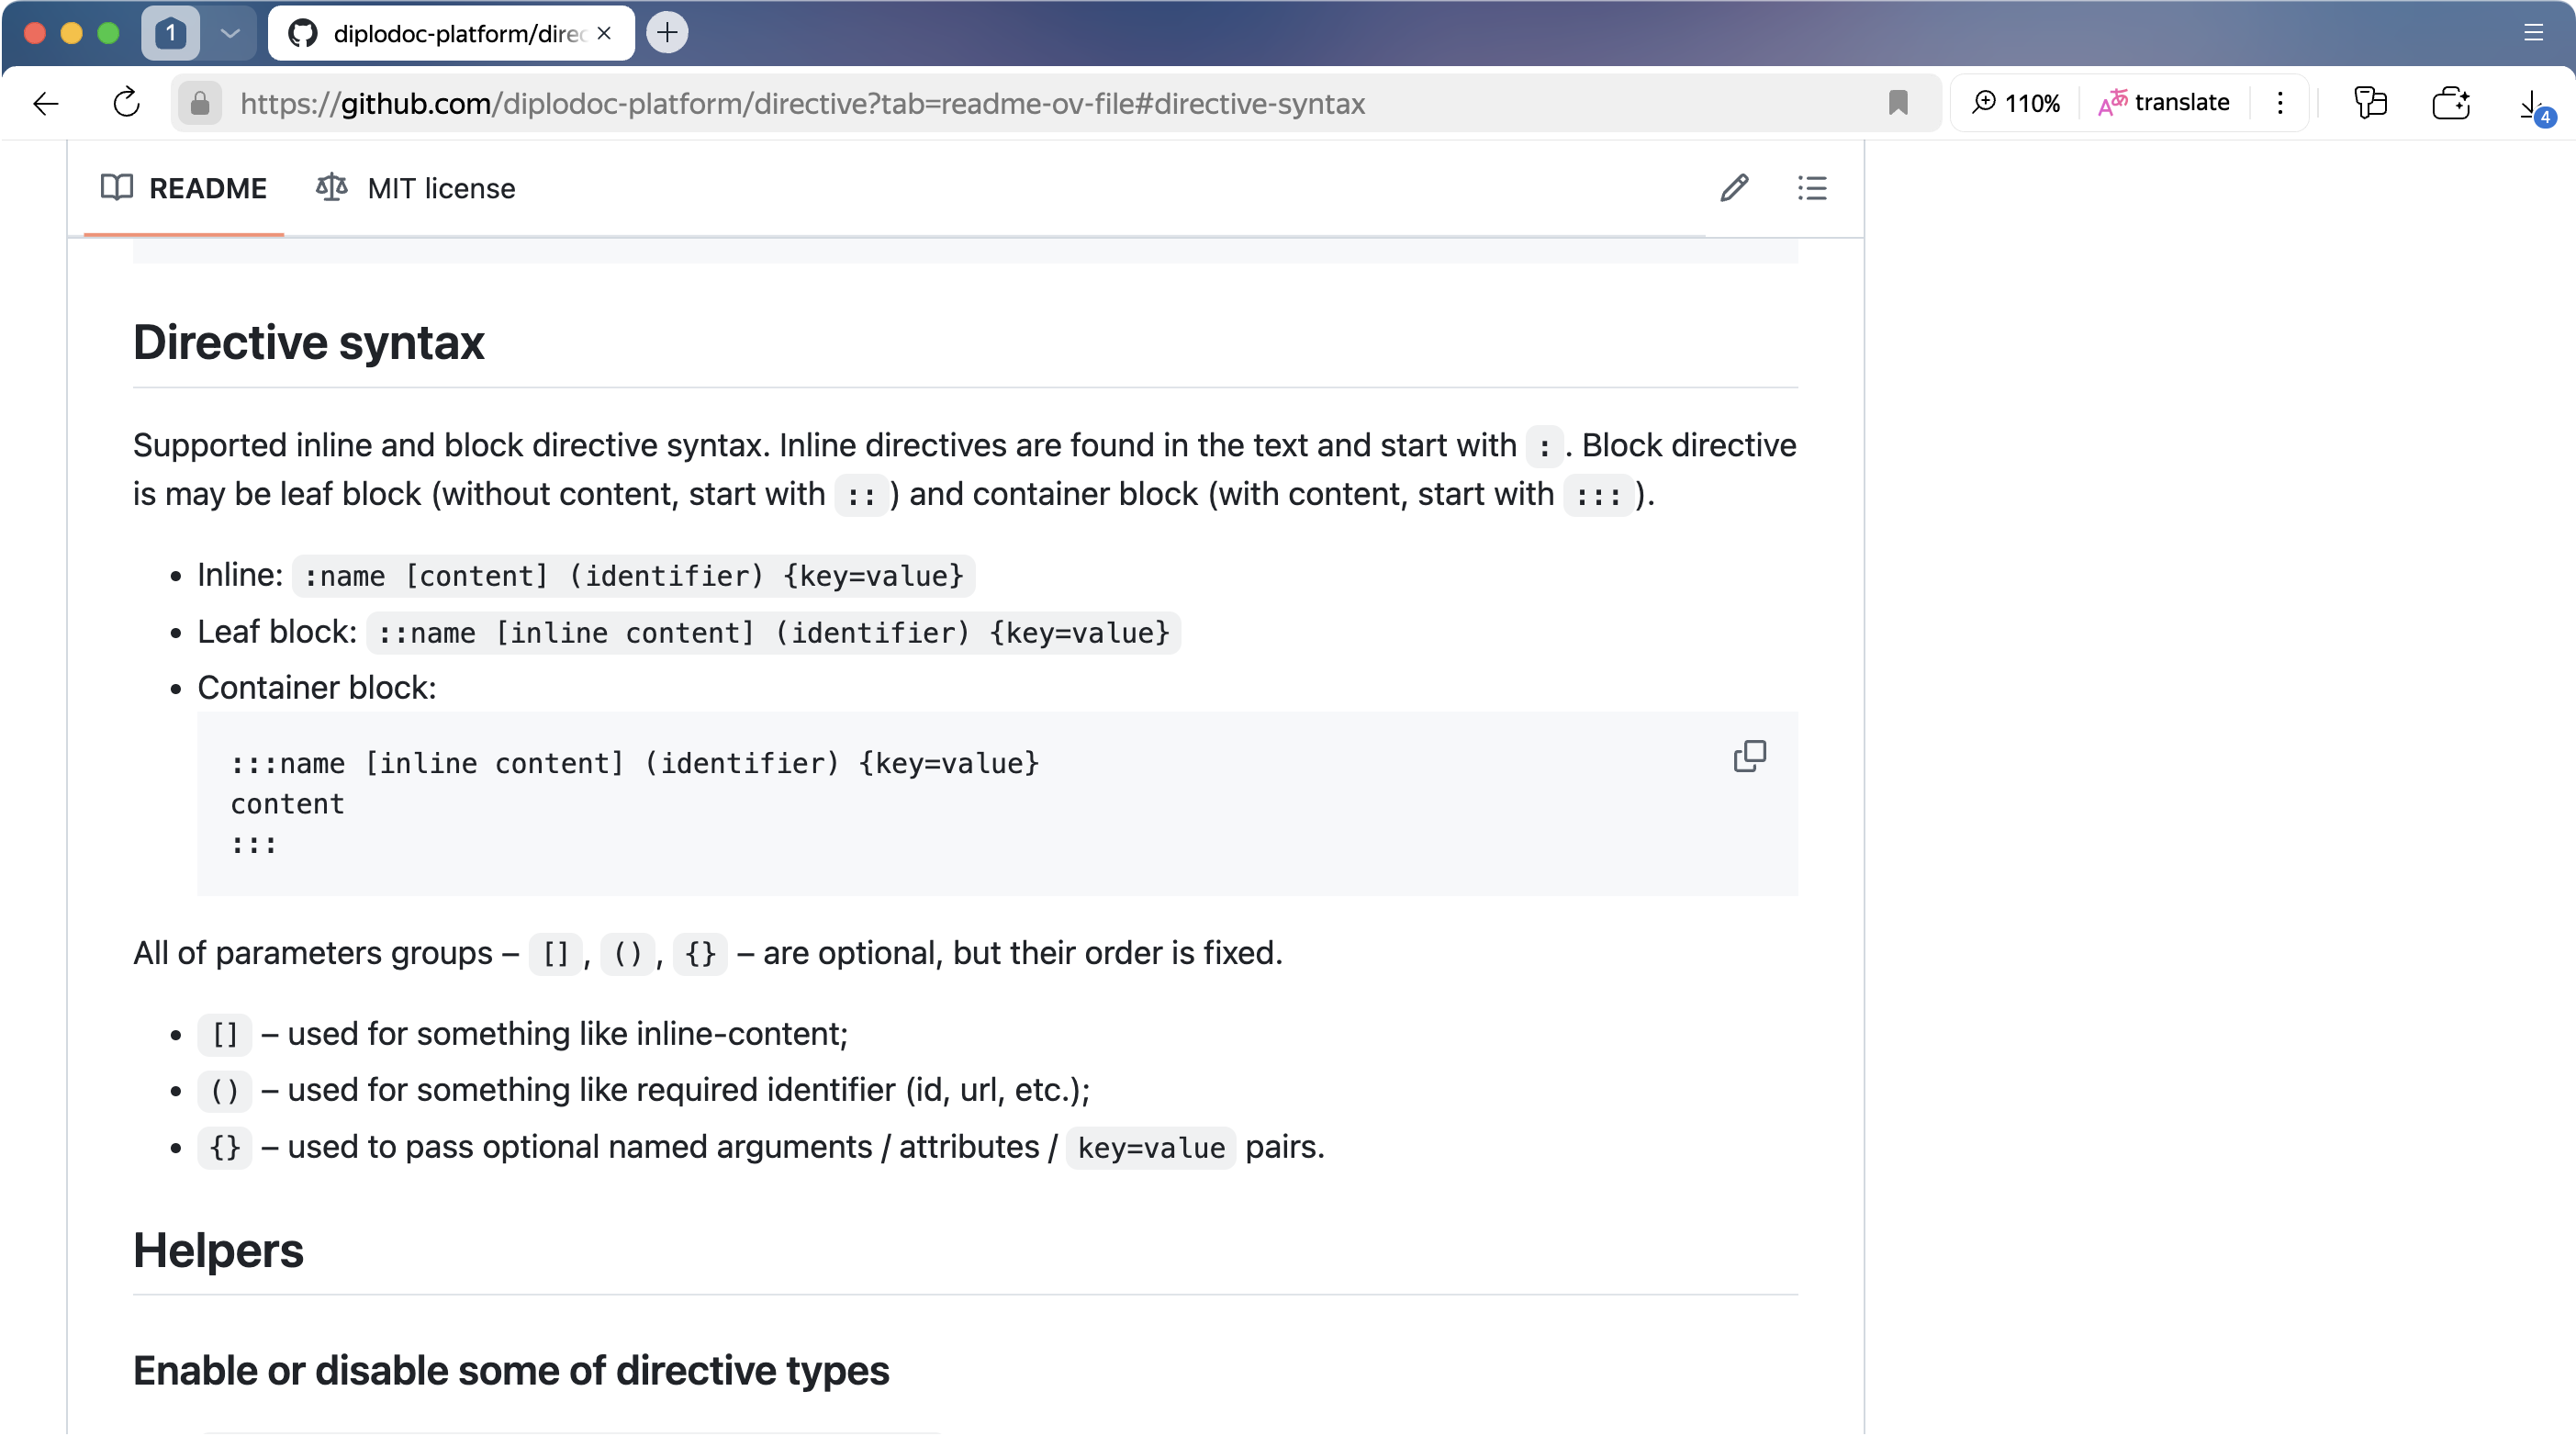 1
diplodoc-platform/direc
https://github.com/diplodoc-platform/directive?tab=readme-ov-file#directive-syntax
110%
Aあ translate
4
README
MIT license
Directive syntax
Supported inline and block directive syntax. Inline directives are found in the text and start with :. Block directive
is may be leaf block (without content, start with ::) and container block (with content, start with :::).
• Inline: :name [content] (identifier) {key=value}
• Leaf block: ::name [inline content] (identifier) {key=value}
• Container block:
:::name [inline content] (identifier) {key=value}
content
:::
All of parameters groups – [], (), {} – are optional, but their order is fixed.
• [] – used for something like inline-content;
• () – used for something like required identifier (id, url, etc.);
• {} – used to pass optional named arguments / attributes / key=value pairs.
Helpers
Enable or disable some of directive types